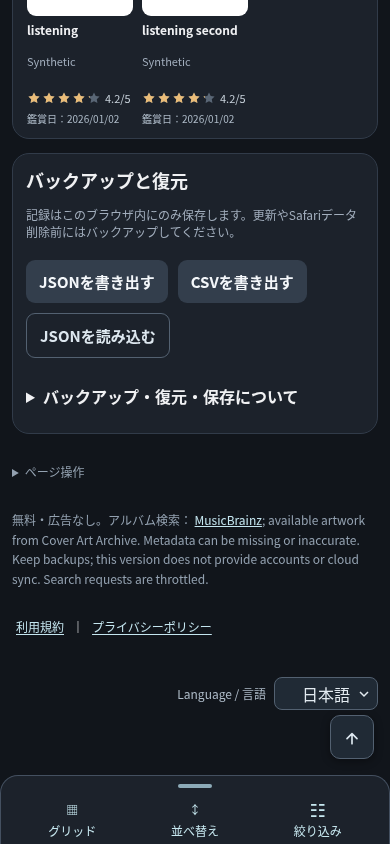 listening listening second
Synthetic Synthetic
4.2/5 4.2/5
鑑賞日：2026/01/02 鑑賞日：2026/01/02
バックアップと復元
記録はこのブラウザ内にのみ保存します。更新やSafariデータ
削除前にはバックアップしてください。
JSONを書き出す CSVを書き出す
JSONを読み込む
バックアップ・復元・保存について
ページ操作
無料・広告なし。アルバム検索： MusicBrainz; available artwork
from Cover Art Archive. Metadata can be missing or inaccurate.
Keep backups; this version does not provide accounts or cloud
sync. Search requests are throttled.
利用規約 | プライバシーポリシー
Language / 言語 日本語
グリッド 並べ替え 絞り込み